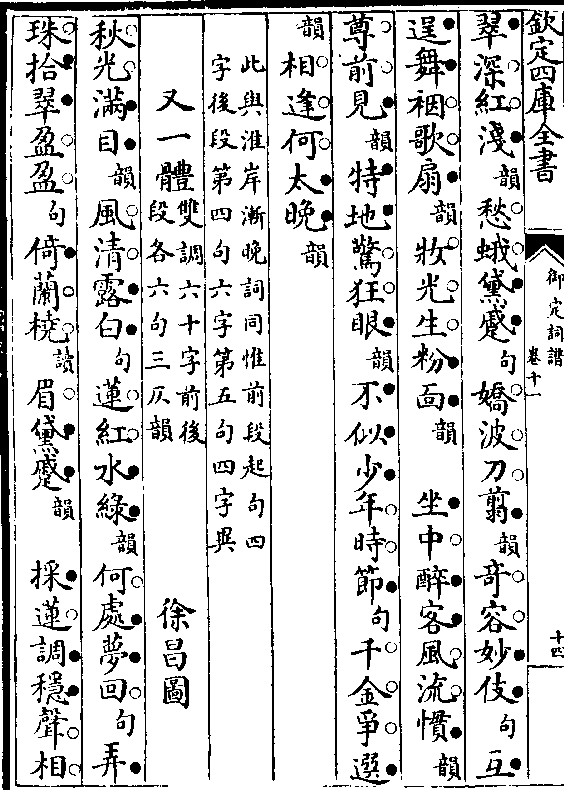 欽定四庫全書
御定詞譜
卷十一
十四
翠深紅淺韻愁蛾黛蹙句嬌波刀翦韻奇容妙伎句互
逞舞裀歌扇韻妝光生粉面韻 坐中醉客風流慣韻
尊前見韻特地驚狂眼韻不似少年時節句千金爭選
韻相逢何太晚韻
此與淮岸漸晚詞同惟前段起句四
字後段第四句六字第五句四字異
又一體雙調六十字前後
段各六句三仄韻 徐昌圖
秋光滿目韻風清露白句蓮紅水綠韻何處夢回句弄
珠拾翠盈盈句倚蘭橈讀眉黛蹙韻 採蓮調穩聲相